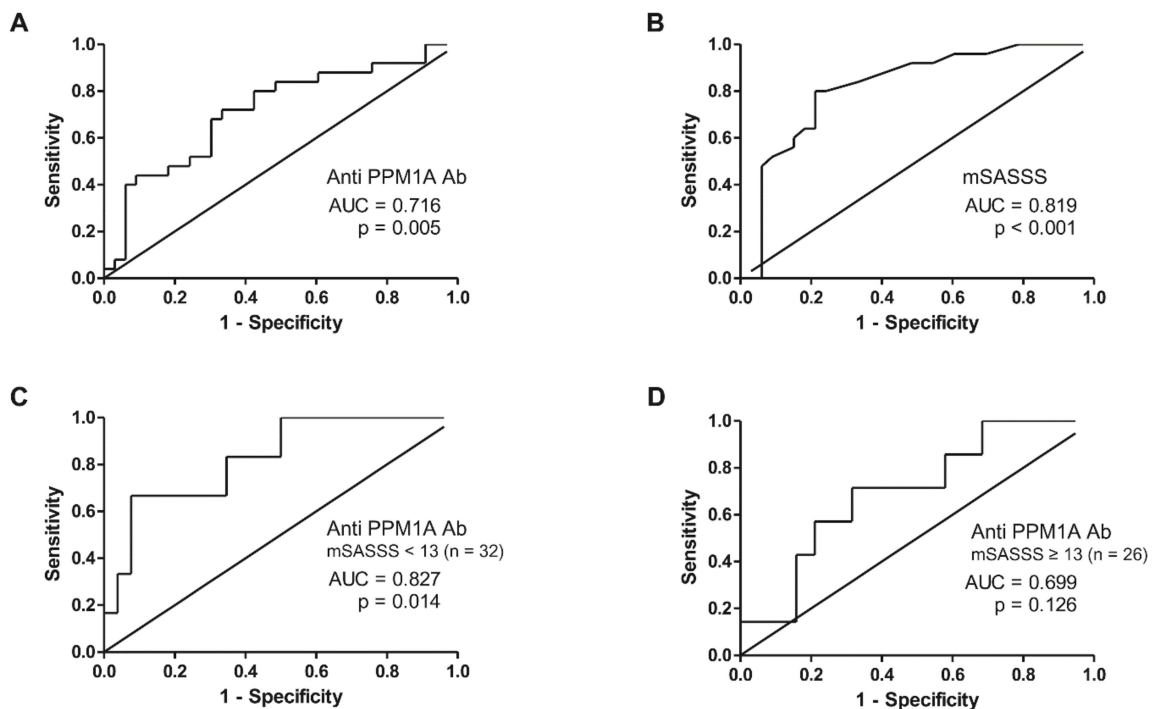 A
1.0
0.8
0.6
0.4
0.2
0.0
Sensitivity
Anti PPM1A Ab
AUC = 0.716
p = 0.005
0.0 0.2 0.4 0.6 0.8 1.0
1 - Specificity
B
1.0
0.8
0.6
0.4
0.2
0.0
Sensitivity
mSASSS
AUC = 0.819
p < 0.001
0.0 0.2 0.4 0.6 0.8 1.0
1 - Specificity
C
1.0
0.8
0.6
0.4
0.2
0.0
Sensitivity
Anti PPM1A Ab
mSASSS < 13 (n = 32)
AUC = 0.827
p = 0.014
0.0 0.2 0.4 0.6 0.8 1.0
1 - Specificity
D
1.0
0.8
0.6
0.4
0.2
0.0
Sensitivity
Anti PPM1A Ab
mSASSS ≥ 13 (n = 26)
AUC = 0.699
p = 0.126
0.0 0.2 0.4 0.6 0.8 1.0
1 - Specificity